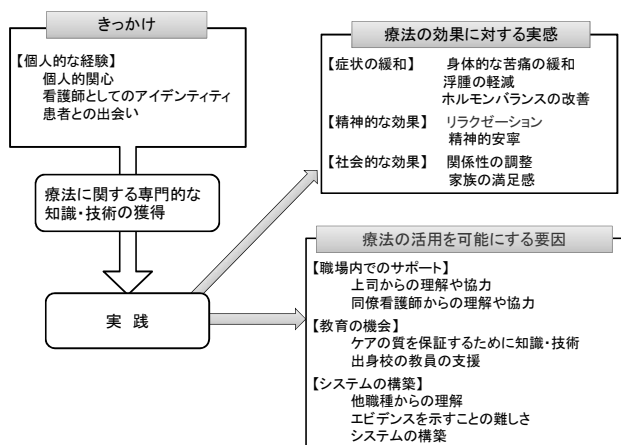 きっかけ
【個人的な経験】
個人的関心
看護師としてのアイデンティティ
患者との出会い
療法に関する専門的な
知識・技術の獲得
実 践
療法の効果に対する実感
【症状の緩和】 身体的な苦痛の緩和
浮腫の軽減
ホルモンバランスの改善
【精神的な効果】 リラクゼーション
精神的安寧
【社会的な効果】 関係性の調整
家族の満足感
療法の活用を可能にする要因
【職場内でのサポート】
上司からの理解や協力
同僚看護師からの理解や協力
【教育の機会】
ケアの質を保証するために知識・技術
出身校の教員の支援
【システムの構築】
他職種からの理解
エビデンスを示すことの難しさ
システムの構築